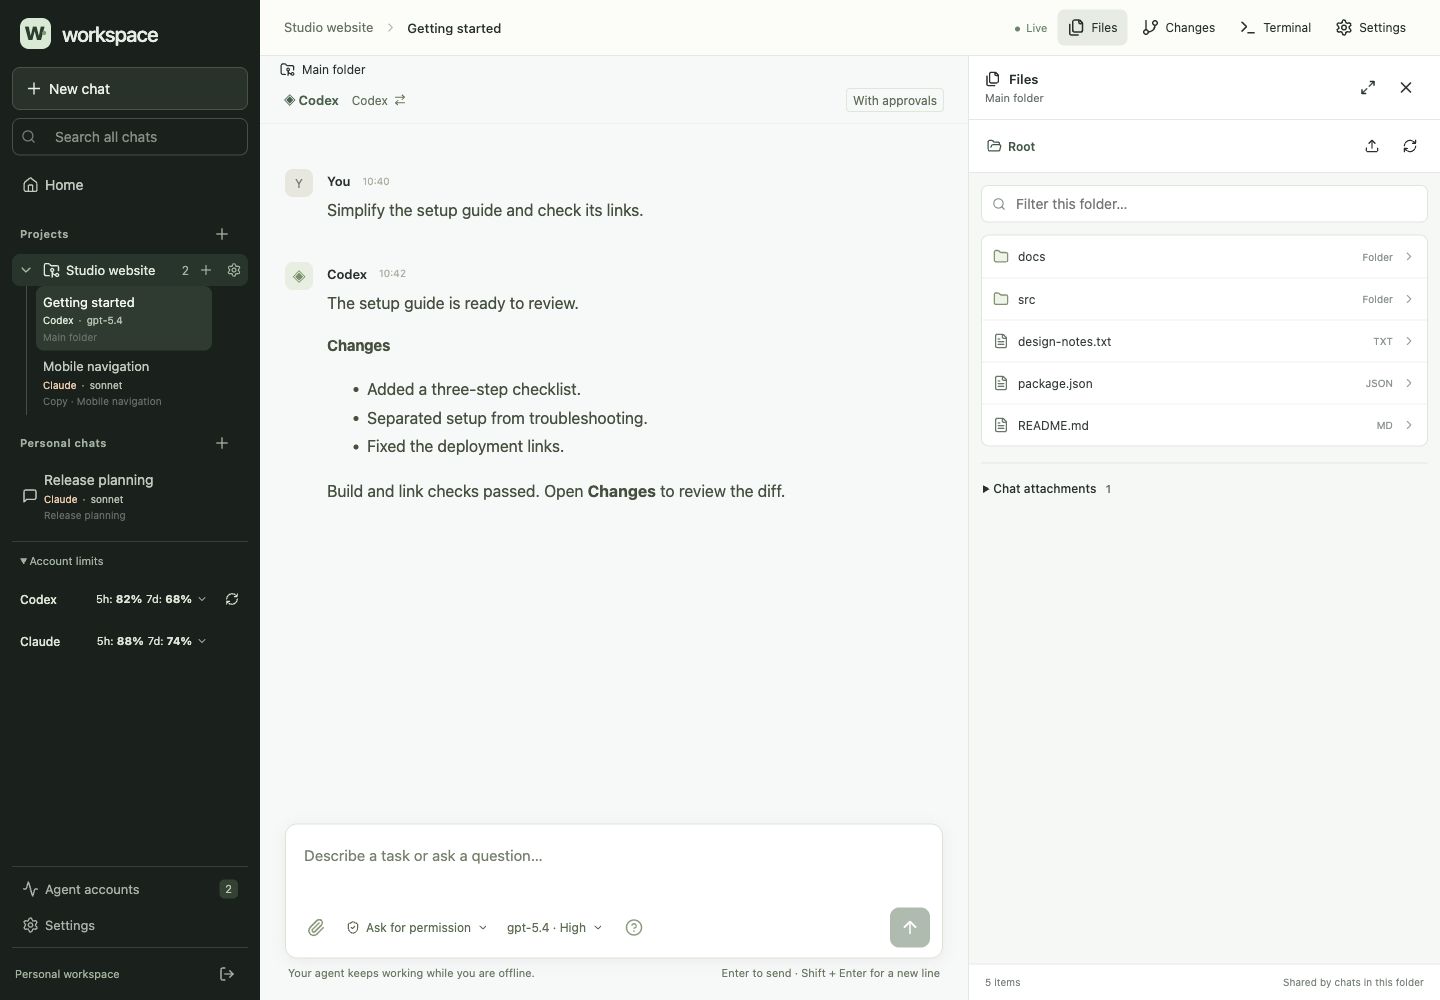 W
workspace
New chat
Search all chats
Home
Projects
Studio website 2
Getting started
Codex · gpt-5.4
Main folder
Mobile navigation
Claude · sonnet
Copy · Mobile navigation
Personal chats
Release planning
Claude · sonnet
Release planning
Account limits
Codex 5h: 82% 7d: 68%
Claude 5h: 88% 7d: 74%
Agent accounts 2
Settings
Personal workspace
Studio website > Getting started
Live
Files
Changes
Terminal
Settings
Main folder
Codex Codex
With approvals
Y You 10:40
Simplify the setup guide and check its links.
Codex 10:42
The setup guide is ready to review.
Changes
• Added a three-step checklist.
• Separated setup from troubleshooting.
• Fixed the deployment links.
Build and link checks passed. Open Changes to review the diff.
Describe a task or ask a question...
Ask for permission
gpt-5.4 · High
?
Your agent keeps working while you are offline.
Enter to send · Shift + Enter for a new line
Files
Main folder
Root
Filter this folder...
docs Folder
src Folder
design-notes.txt TXT
package.json JSON
README.md MD
Chat attachments 1
5 items
Shared by chats in this folder